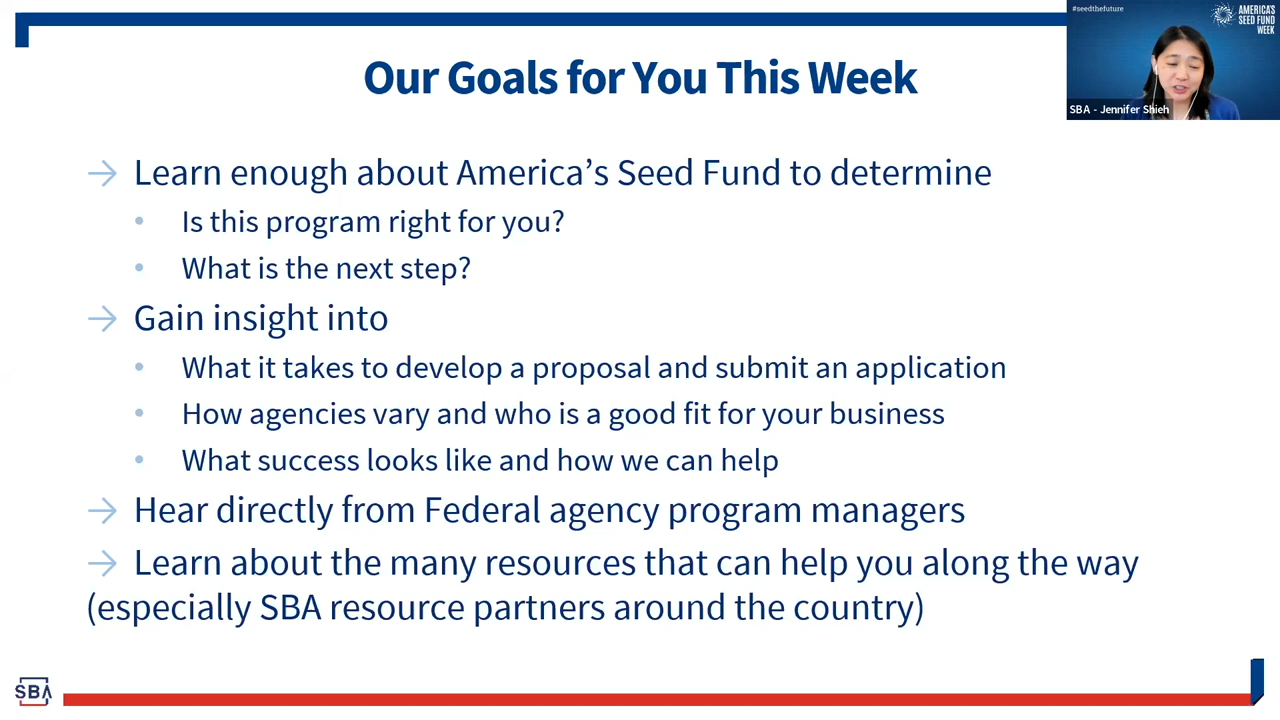 #seedthefuture
AMERICA'S
SEED FUND
WEEK
SBA - Jennifer Shieh
Our Goals for You This Week
→ Learn enough about America’s Seed Fund to determine
• Is this program right for you?
• What is the next step?
→ Gain insight into
• What it takes to develop a proposal and submit an application
• How agencies vary and who is a good fit for your business
• What success looks like and how we can help
→ Hear directly from Federal agency program managers
→ Learn about the many resources that can help you along the way
(especially SBA resource partners around the country)
SBA